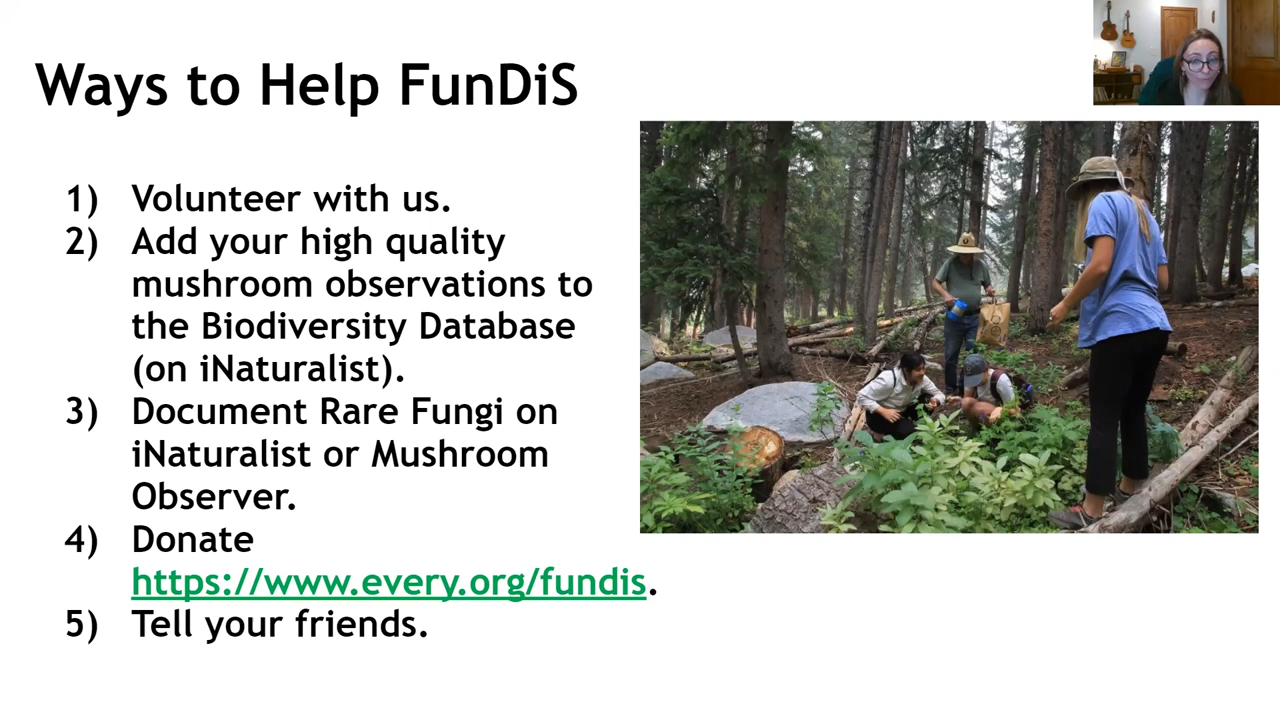 Ways to Help FunDiS
1) Volunteer with us.
2) Add your high quality
mushroom observations to
the Biodiversity Database
(on iNaturalist).
3) Document Rare Fungi on
iNaturalist or Mushroom
Observer.
4) Donate
https://www.every.org/fundis.
5) Tell your friends.